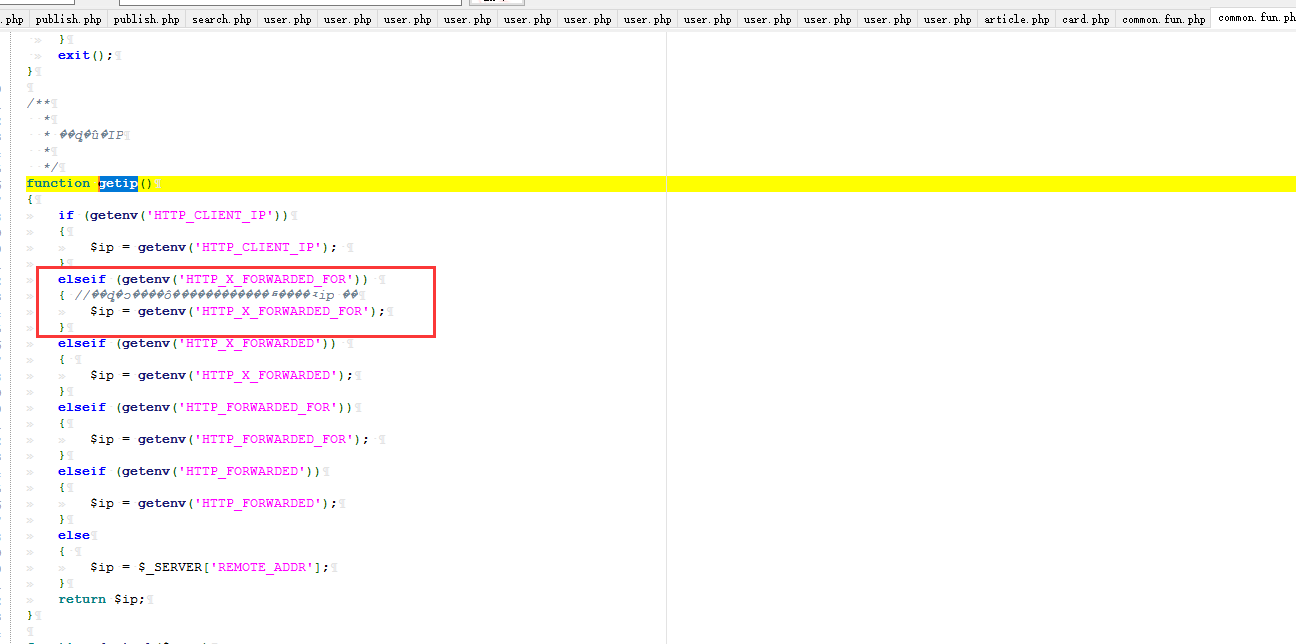 .php publish.php publish.php search.php user.php user.php user.php user.php user.php user.php user.php user.php user.php user.php user.php user.php article.php card.php common.fun.php common.fun.ph
}
exit();
}
/**
*
* IP
*
*/
function getip()
{
if (getenv('HTTP_CLIENT_IP'))
{
$ip = getenv('HTTP_CLIENT_IP');
}
elseif (getenv('HTTP_X_FORWARDED_FOR'))
{ // ip
$ip = getenv('HTTP_X_FORWARDED_FOR');
}
elseif (getenv('HTTP_X_FORWARDED'))
{
$ip = getenv('HTTP_X_FORWARDED');
}
elseif (getenv('HTTP_FORWARDED_FOR'))
{
$ip = getenv('HTTP_FORWARDED_FOR');
}
elseif (getenv('HTTP_FORWARDED'))
{
$ip = getenv('HTTP_FORWARDED');
}
else
{
$ip = $_SERVER['REMOTE_ADDR'];
}
return $ip;
}